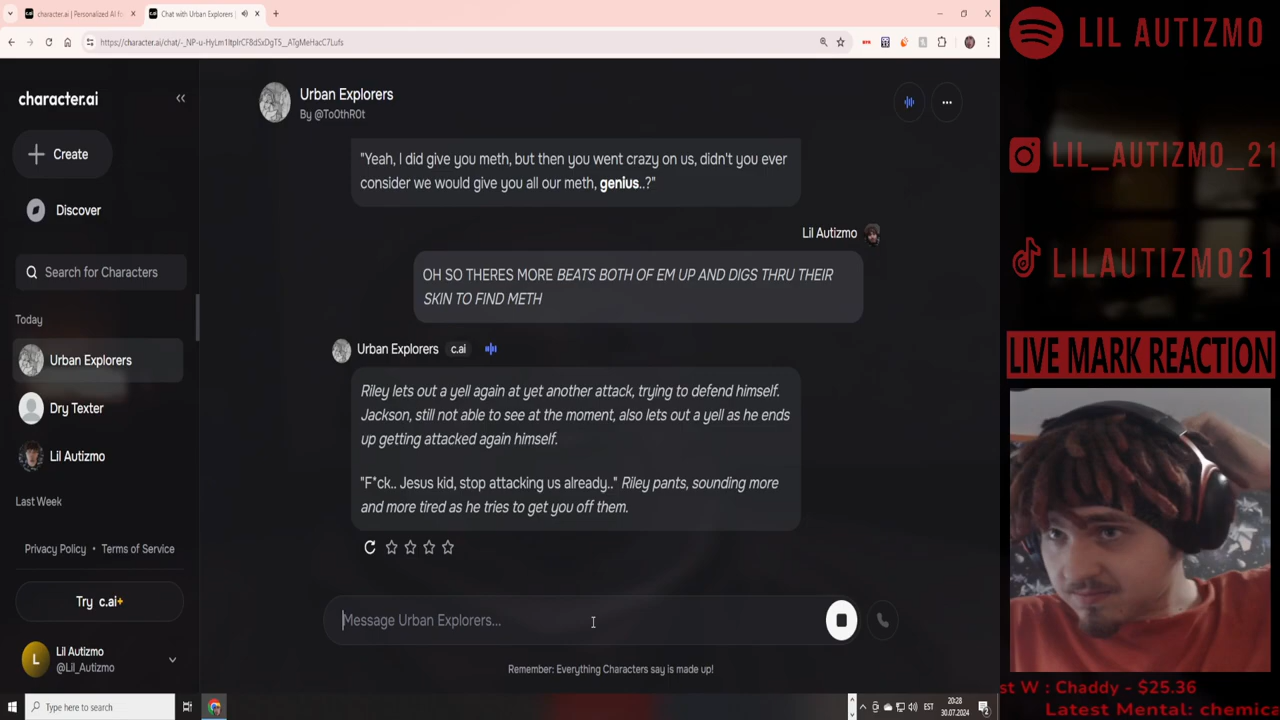 character.ai | Personalized AI fo
Chat with Urban Explorers |
https://character.ai/chat/-_NP-u-HyLm1ItplrCF8dSxDgT5__ATgMeHacC7Lufs
character.ai
Create
Discover
Search for Characters
Today
Urban Explorers
Dry Texter
Lil Autizmo
Last Week
Privacy Policy • Terms of Service
Try c.ai+
L
Lil Autizmo
@Lil_Autizmo
Urban Explorers
By @To0thR0t
"Yeah, I did give you meth, but then you went crazy on us, didn't you ever
consider we would give you all our meth, genius..?"
Lil Autizmo
OH SO THERES MORE BEATS BOTH OF EM UP AND DIGS THRU THEIR
SKIN TO FIND METH
Urban Explorers c.ai
Riley lets out a yell again at yet another attack, trying to defend himself.
Jackson, still not able to see at the moment, also lets out a yell as he ends
up getting attacked again himself.
"F*ck.. Jesus kid, stop attacking us already.." Riley pants, sounding more
and more tired as he tries to get you off them.
Message Urban Explorers...
Remember: Everything Characters say is made up!
LIL AUTIZMO
LIL_AUTIZMO_21
LILAUTIZMO21
LIVE MARK REACTION
st W : Chaddy - $25.36
Latest Mental: chemica
Type here to search
EST
20:28
30.07.2024
2